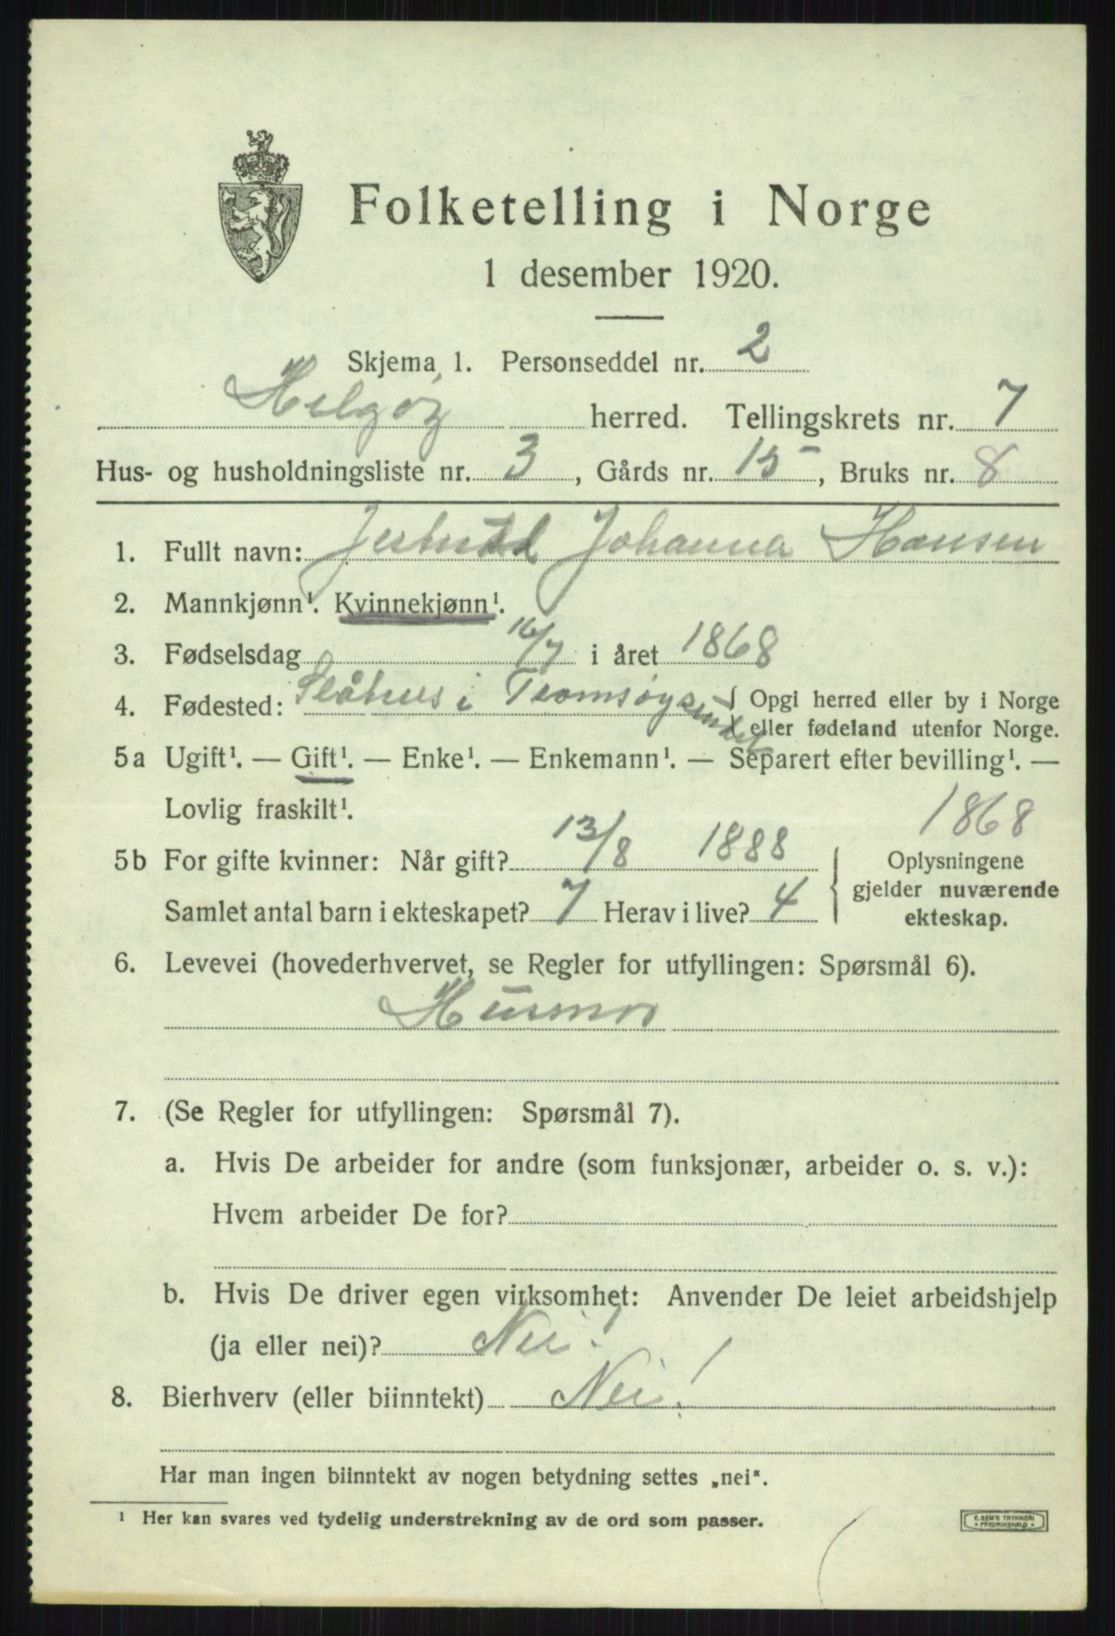 Folketelling i Norge
1 desember 1920.
Skjema 1. Personseddel nr. 2
Helgøy herred. Tellingskrets nr. 7
Hus- og husholdningsliste nr. 3, Gårds nr. 15, Bruks nr. 8
1. Fullt navn: Johanna Hansen
2. Mannkjønn¹. Kvinnekjønn¹.
3. Fødselsdag 16/7 i året 1868
4. Fødested: i Tromsøysundet { Opgi herred eller by i Norge
eller fødeland utenfor Norge.
5a Ugift¹. — Gift¹. — Enke¹. — Enkemann¹. — Separert efter bevilling¹. —
Lovlig fraskilt¹. 1868
5b For gifte kvinner: Når gift? 13/8 1888 } Oplysningene
gjelder nuværende
Samlet antal barn i ekteskapet? 7 Herav i live? 4 ekteskap.
6. Levevei (hovederhvervet, se Regler for utfyllingen: Spørsmål 6).
Husmor
7. (Se Regler for utfyllingen: Spørsmål 7).
a. Hvis De arbeider for andre (som funksjonær, arbeider o. s. v.):
Hvem arbeider De for?
b. Hvis De driver egen virksomhet: Anvender De leiet arbeidshjelp
(ja eller nei)? Nei!
8. Bierhverv (eller biinntekt) Nei!
Har man ingen biinntekt av nogen betydning settes „nei“.
¹ Her kan svares ved tydelig understrekning av de ord som passer.
E. SEM'S TRYKKERI
• FREDRIKSHALD •